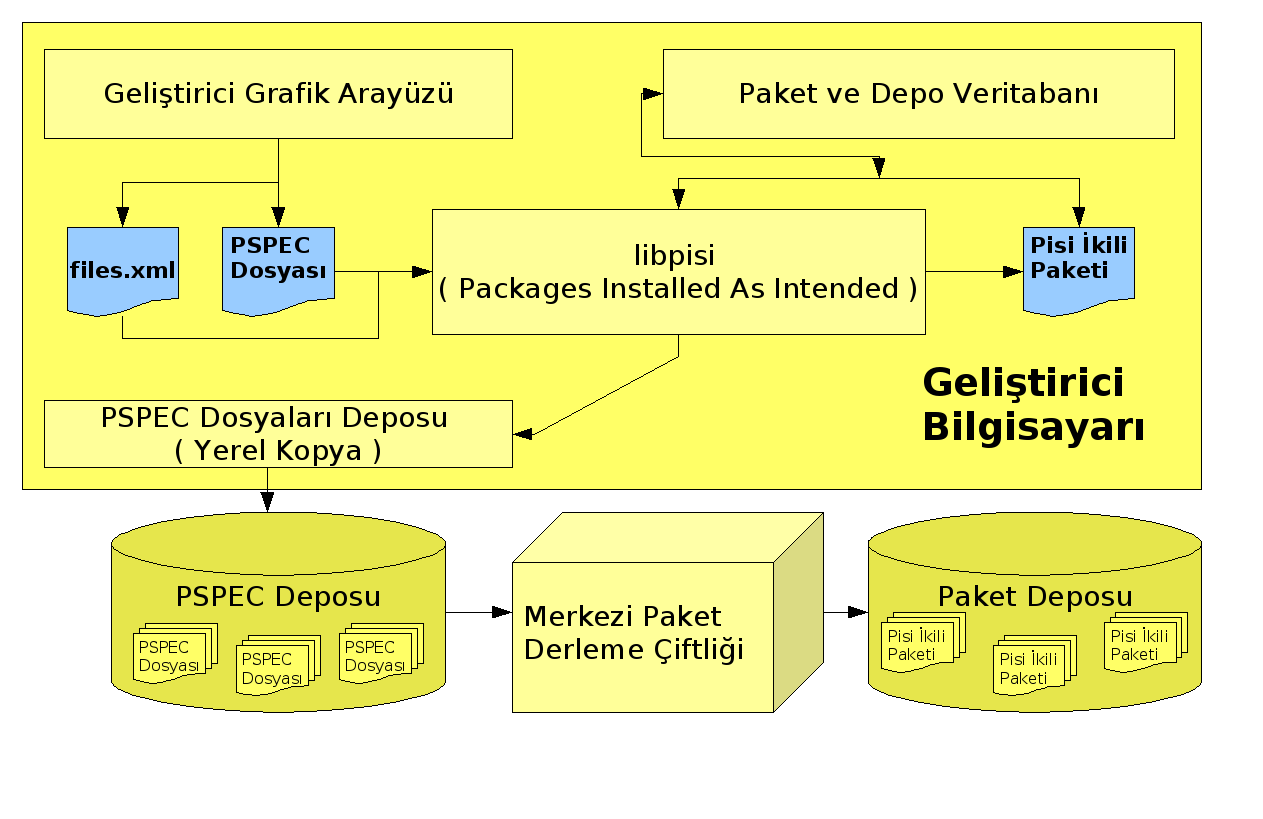 Geliştirici Grafik Arayüzü
Paket ve Depo Veritabanı
files.xml
PSPEC
Dosyası
libpisi
( Packages Installed As Intended )
Pisi İkili
Paketi
Geliştirici
Bilgisayarı
PSPEC Dosyaları Deposu
( Yerel Kopya )
PSPEC Deposu
PSPEC
Dosyası
PSPEC
Dosyası
PSPEC
Dosyası
Merkezi Paket
Derleme Çiftliği
Paket Deposu
Pisi İkili
Paketi
Pisi İkili
Paketi
Pisi İkili
Paketi